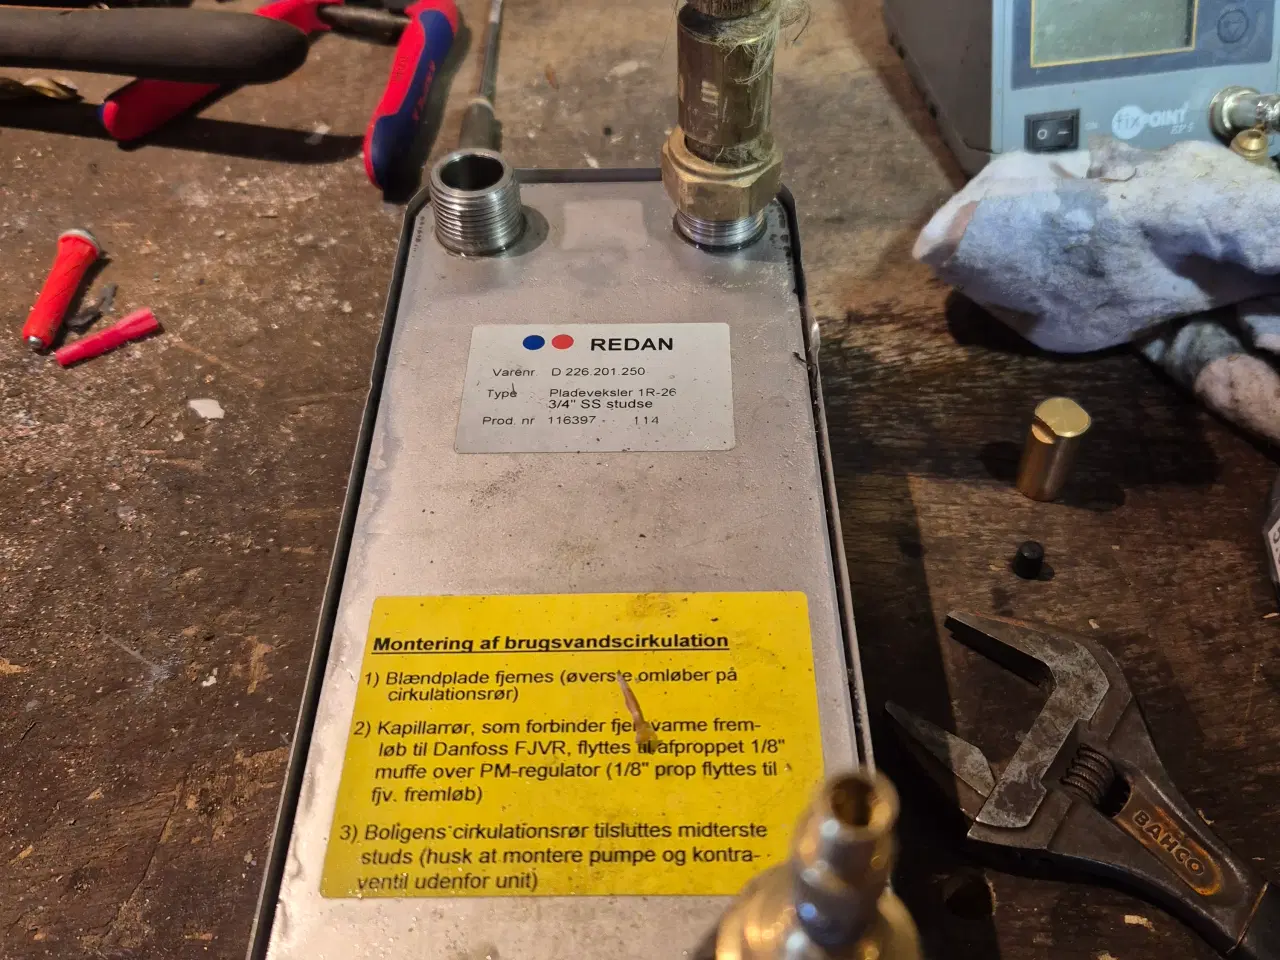 fixPOINT
EP5
REDAN
Varenr. D 226.201.250
Type : Pladeveksler 1R-26
3/4" SS studse
Prod. nr 116397 - 114
Montering af brugsvandscirkulation
1) Blændplade fjernes (øverste omløber på
cirkulationsrør)
2) Kapillarrør, som forbinder fjernvarme frem-
løb til Danfoss FJVR, flyttes til afproppet 1/8"
muffe over PM-regulator (1/8" prop flyttes til
fjv. fremløb)
3) Boligens cirkulationsrør tilsluttes midterste
studs (husk at montere pumpe og kontra-
ventil udenfor unit)
BAHCO